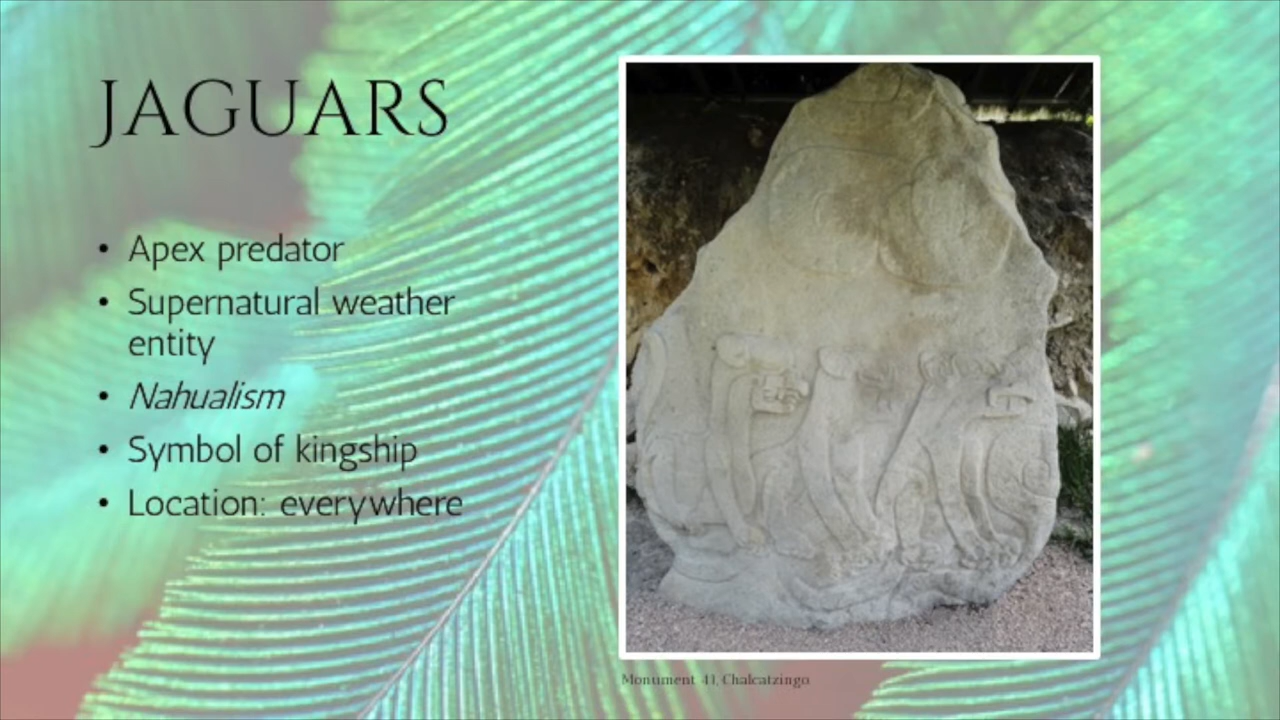 JAGUARS
• Apex predator
• Supernatural weather
entity
• Nahualism
• Symbol of kingship
• Location: everywhere
Monument 41, Chalcatzingo